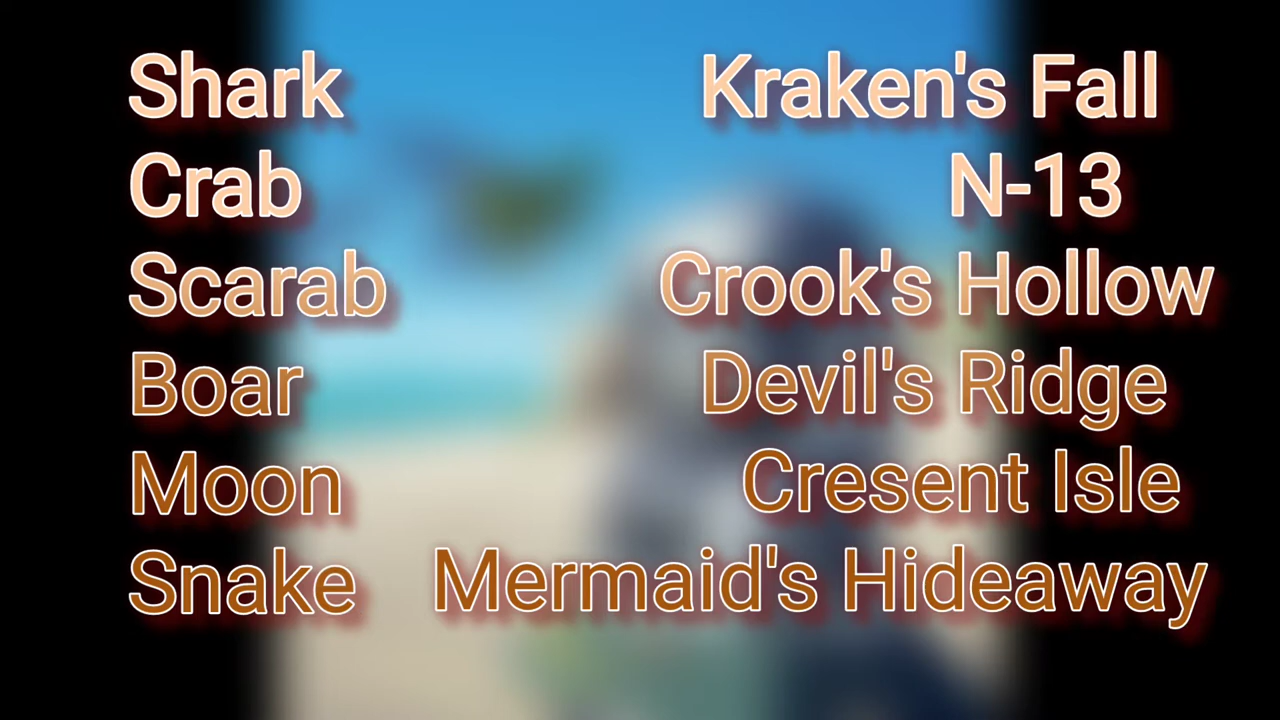 Shark Kraken's Fall
Crab N-13
Scarab Crook's Hollow
Boar Devil's Ridge
Moon Cresent Isle
Snake Mermaid's Hideaway